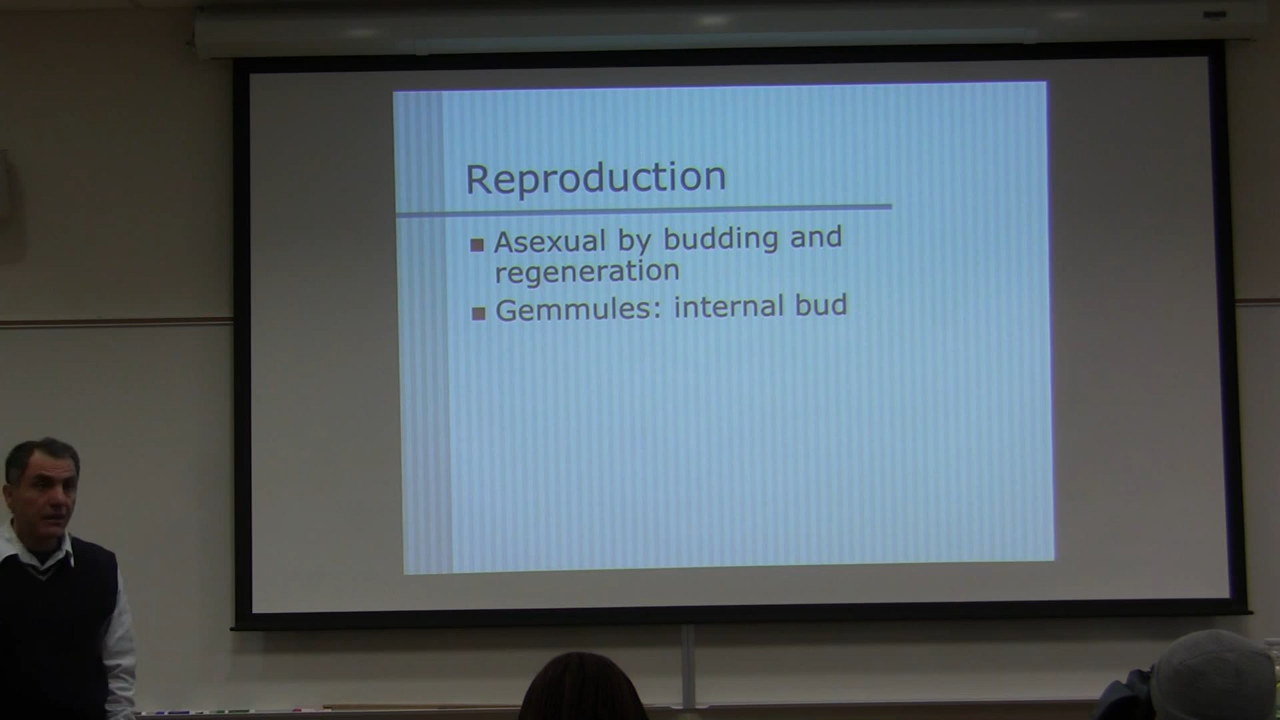 Reproduction
Asexual by budding and
regeneration
Gemmules: internal bud